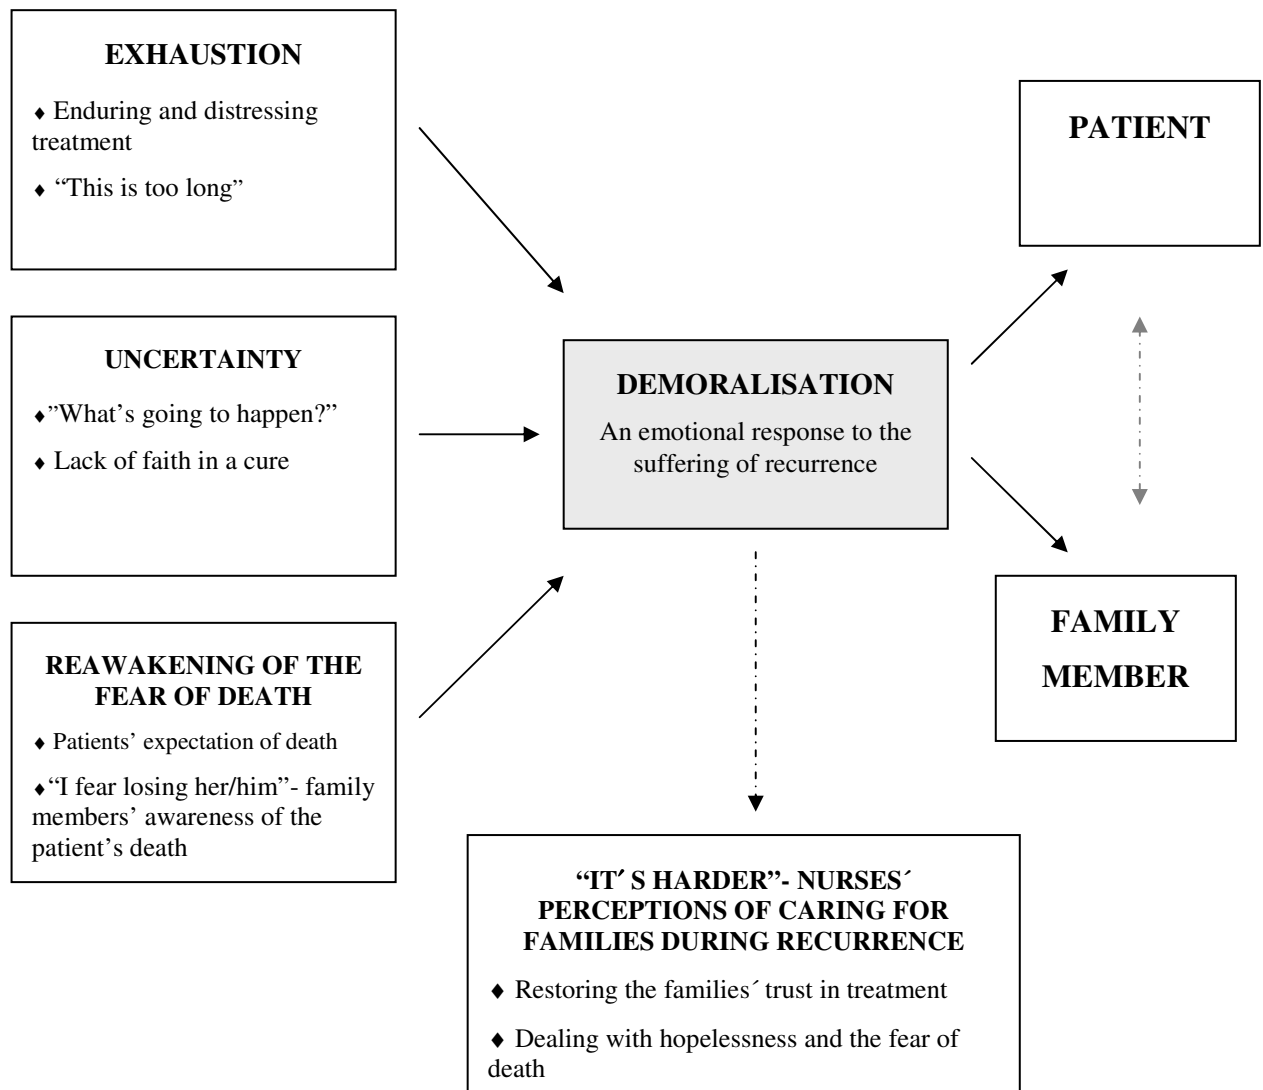 EXHAUSTION
♦ Enduring and distressing
treatment
♦ “This is too long”
PATIENT
UNCERTAINTY
♦”What’s going to happen?”
♦ Lack of faith in a cure
DEMORALISATION
An emotional response to the
suffering of recurrence
FAMILY
MEMBER
REAWAKENING OF THE
FEAR OF DEATH
♦ Patients’ expectation of death
♦“I fear losing her/him”- family
members’ awareness of the
patient’s death
“IT′ S HARDER”- NURSES´
PERCEPTIONS OF CARING FOR
FAMILIES DURING RECURRENCE
♦ Restoring the families´ trust in treatment
♦ Dealing with hopelessness and the fear of
death